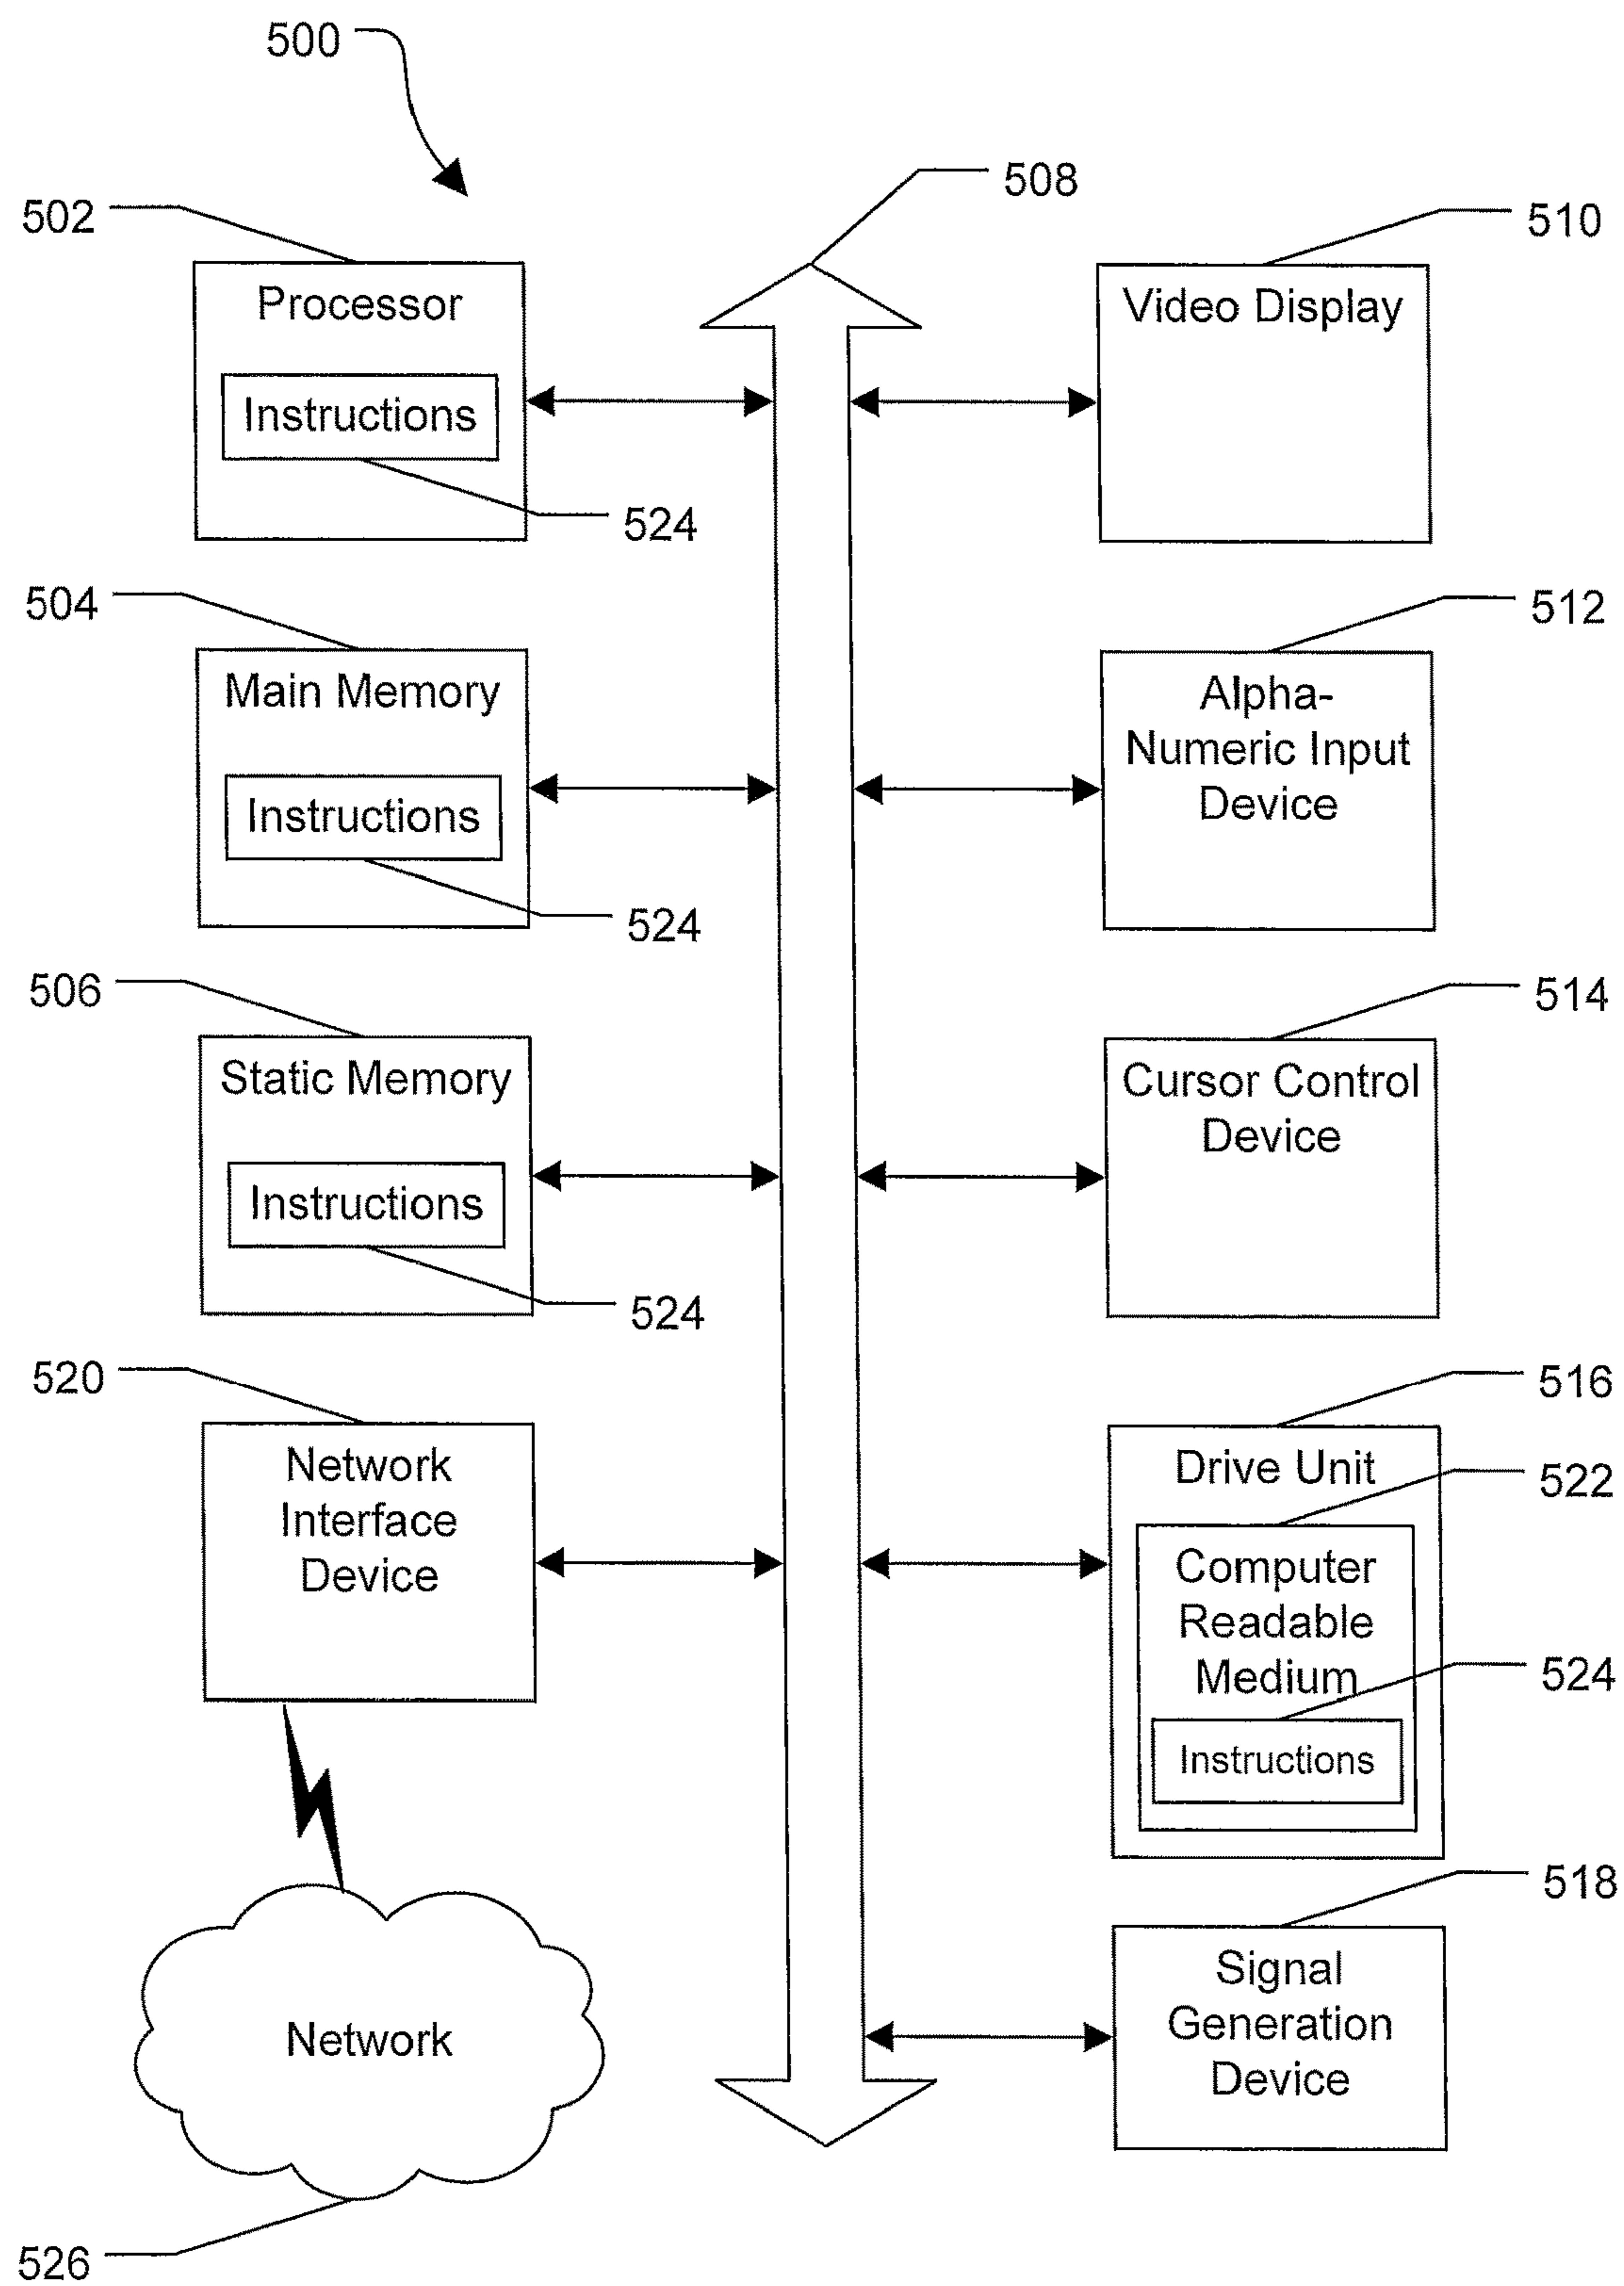 500
508
502
510
Processor
Instructions
524
Video Display
504
512
Main Memory
Instructions
524
Alpha-
Numeric Input
Device
506
514
Static Memory
Instructions
524
Cursor Control
Device
520
516
Network
Interface
Device
Drive Unit
522
Computer
Readable
Medium
524
Instructions
518
Signal
Generation
Device
Network
526